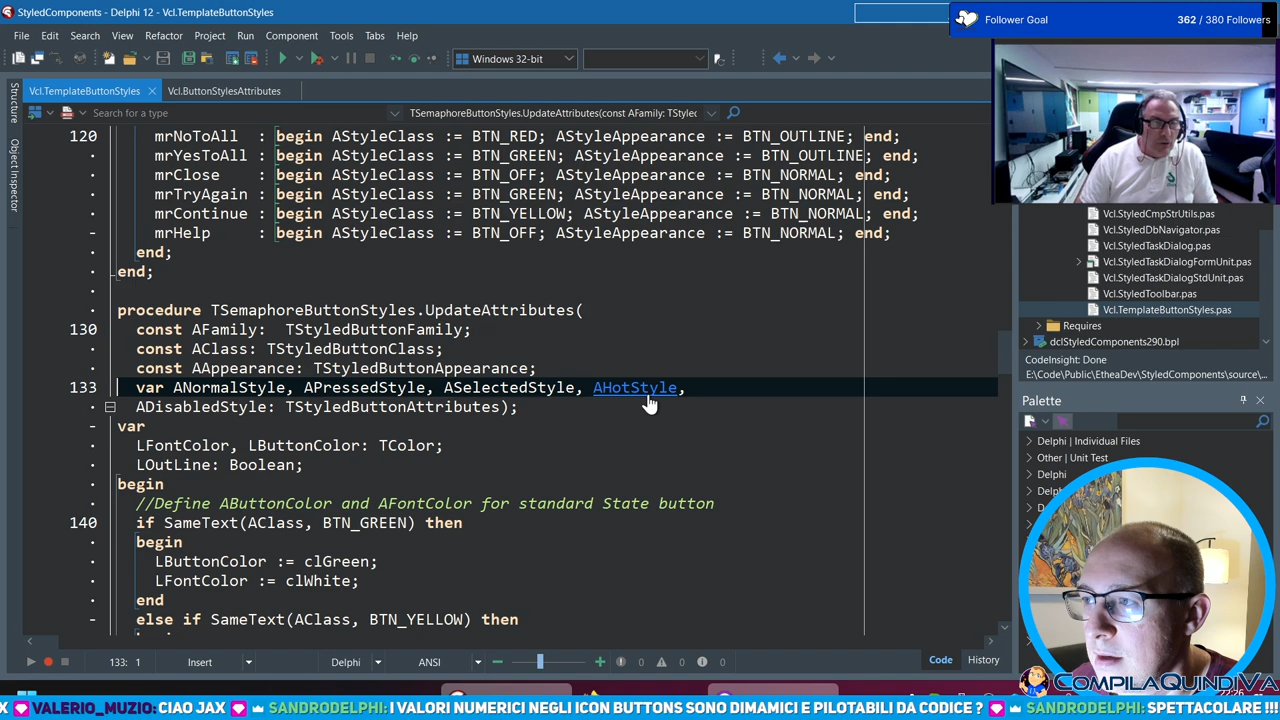 StyledComponents - Delphi 12 - Vcl.TemplateButtonStyles
Follower Goal
362 / 380 Followers
File Edit Search View Refactor Project Run Component Tools Tabs Help
Windows 32-bit
Vcl.TemplateButtonStyles
Vcl.ButtonStylesAttributes
Structure
Object Inspector
Search for a type
TSemaphoreButtonStyles.UpdateAttributes(const AFamily: TStyled
120 mrNoToAll : begin AStyleClass := BTN_RED; AStyleAppearance := BTN_OUTLINE; end;
mrYesToAll : begin AStyleClass := BTN_GREEN; AStyleAppearance := BTN_OUTLINE; end;
mrClose : begin AStyleClass := BTN_OFF; AStyleAppearance := BTN_NORMAL; end;
mrTryAgain : begin AStyleClass := BTN_GREEN; AStyleAppearance := BTN_NORMAL; end;
mrContinue : begin AStyleClass := BTN_YELLOW; AStyleAppearance := BTN_NORMAL; end;
mrHelp : begin AStyleClass := BTN_OFF; AStyleAppearance := BTN_NORMAL; end;
end;
end;
procedure TSemaphoreButtonStyles.UpdateAttributes(
130 const AFamily: TStyledButtonFamily;
const AClass: TStyledButtonClass;
const AAppearance: TStyledButtonAppearance;
133 var ANormalStyle, APressedStyle, ASelectedStyle, AHotStyle,
ADisabledStyle: TStyledButtonAttributes);
var
LFontColor, LButtonColor: TColor;
LOutLine: Boolean;
begin
//Define AButtonColor and AFontColor for standard State button
140 if SameText(AClass, BTN_GREEN) then
begin
LButtonColor := clGreen;
LFontColor := clWhite;
end
else if SameText(AClass, BTN_YELLOW) then
Vcl.StyledCmpStrUtils.pas
Vcl.StyledDbNavigator.pas
Vcl.StyledTaskDialog.pas
Vcl.StyledTaskDialogFormUnit.pas
Vcl.StyledTaskDialogStdUnit.pas
Vcl.StyledToolbar.pas
Vcl.TemplateButtonStyles.pas
Requires
dclStyledComponents290.bpl
CodeInsight: Done
E:\Code\Public\EtheaDev\StyledComponents\source\...
Palette
Delphi | Individual Files
Other | Unit Test
Delphi
133: 1
Insert
Delphi
ANSI
0
0
0
Code
History
COMPILAQUINDIVA
X VALERIO_MUZIO: CIAO JAX SANDRODELPHI: I VALORI NUMERICI NEGLI ICON BUTTONS SONO DINAMICI E PILOTABILI DA CODICE ? SANDRODELPHI: SPETTACOLARE !!!